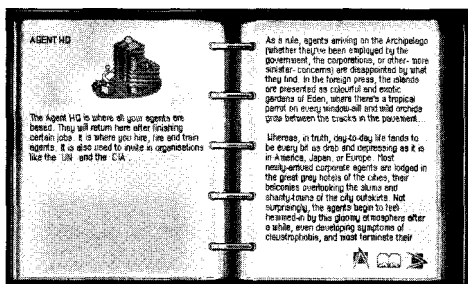 AGENT HQ
The Agent HQ is where all your agents are
based. They will return here after finishing
certain jobs. It is where you hire, fire and train
agents. It is also used to invite in organisations
like the 'UN' and the 'CIA'.
As a rule, agents arriving on the Archipelago
(whether they've been employed by the
government, the corporations, or other- more
sinister- concerns) are disappointed by what
they find. In the foreign press, the islands
are presented as colourful and exotic
gardens of Eden, where there's a tropical
parrot on every window-sill and wild orchids
grow between the cracks in the pavement...
Whereas, in truth, day-to-day life tends to
be every bit as drab and depressing as it is
in America, Japan, or Europe. Most
newly-arrived corporate agents are lodged in
the great grey hotels of the cities, their
balconies overlooking the slums and
shanty-towns of the city outskirts. Not
surprisingly, the agents begin to feel
hemmed-in by this gloomy atmosphere after
a while, even developing symptoms of
claustrophobia, and most terminate their